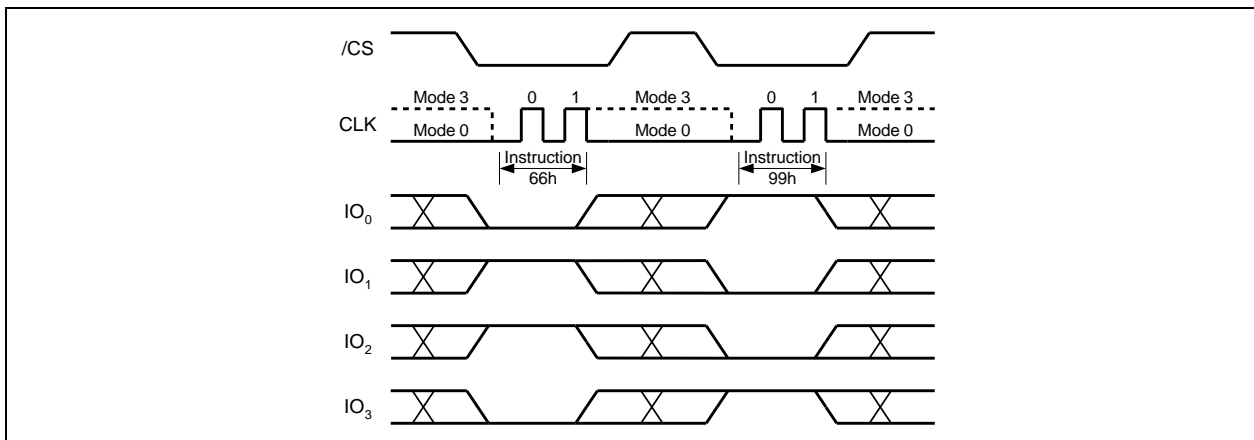 /CS
Mode 3 0 1 Mode 3 0 1 Mode 3
CLK
Mode 0 Mode 0 Mode 0
Instruction Instruction
66h 99h
IO0
IO1
IO2
IO3